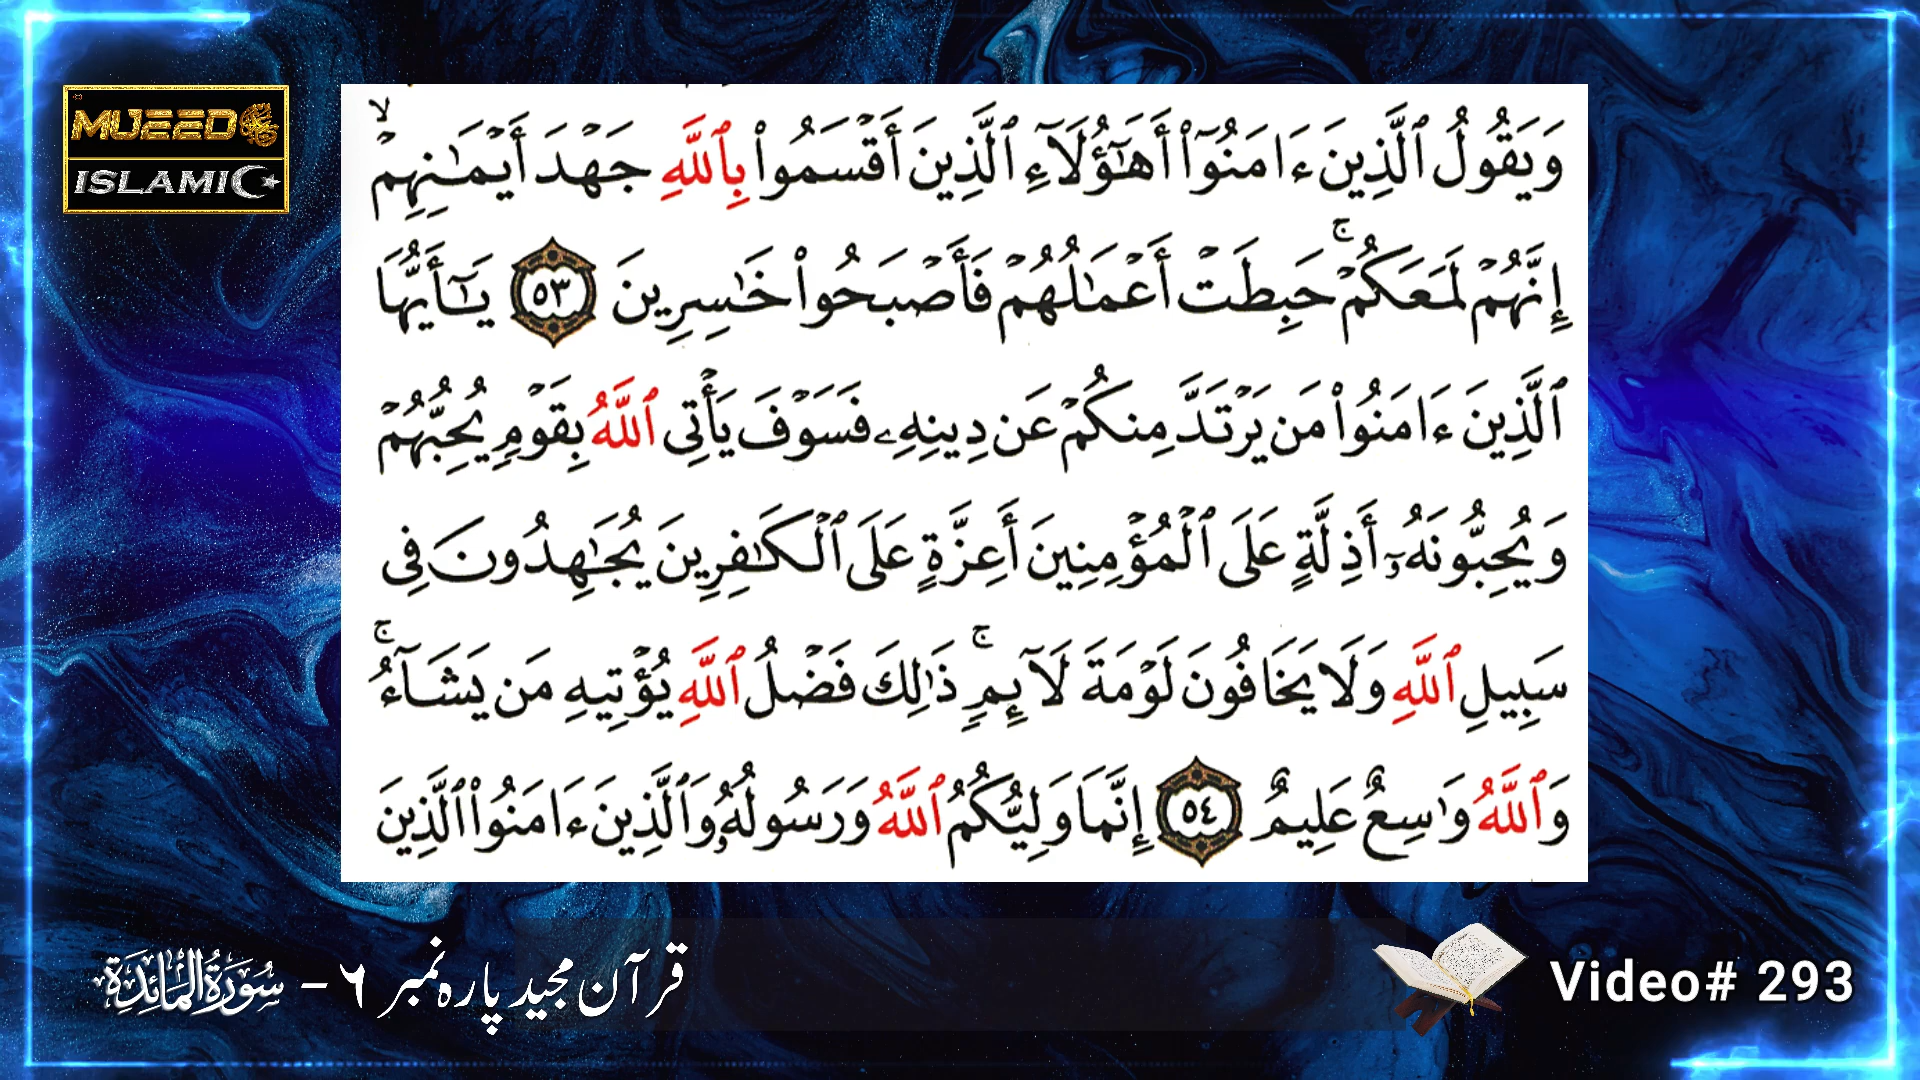 MUEED
ISLAMI
وَيَقُولُ ٱلَّذِينَ ءَامَنُوٓا۟ أَهَـٰٓؤُلَآءِ ٱلَّذِينَ أَقْسَمُوا۟ بِٱللَّهِ جَهْدَ أَيْمَـٰنِهِمْ ۙ
إِنَّهُمْ لَمَعَكُمْ ۚ حَبِطَتْ أَعْمَـٰلُهُمْ فَأَصْبَحُوا۟ خَـٰسِرِينَ ٥٣ يَـٰٓأَيُّهَا
ٱلَّذِينَ ءَامَنُوا۟ مَن يَرْتَدَّ مِنكُمْ عَن دِينِهِۦ فَسَوْفَ يَأْتِى ٱللَّهُ بِقَوْمٍ يُحِبُّهُمْ
وَيُحِبُّونَهُۥٓ أَذِلَّةٍ عَلَى ٱلْمُؤْمِنِينَ أَعِزَّةٍ عَلَى ٱلْكَـٰفِرِينَ يُجَـٰهِدُونَ فِى
سَبِيلِ ٱللَّهِ وَلَا يَخَافُونَ لَوْمَةَ لَآئِمٍ ۚ ذَٰلِكَ فَضْلُ ٱللَّهِ يُؤْتِيهِ مَن يَشَآءُ ۚ
وَٱللَّهُ وَٰسِعٌ عَلِيمٌ ٥٤ إِنَّمَا وَلِيُّكُمُ ٱللَّهُ وَرَسُولُهُۥ وَٱلَّذِينَ ءَامَنُوا۟ ٱلَّذِينَ
قرآن مجید پارہ نمبر ٦ - سُورَةُ الْمَائِدَة
Video# 293